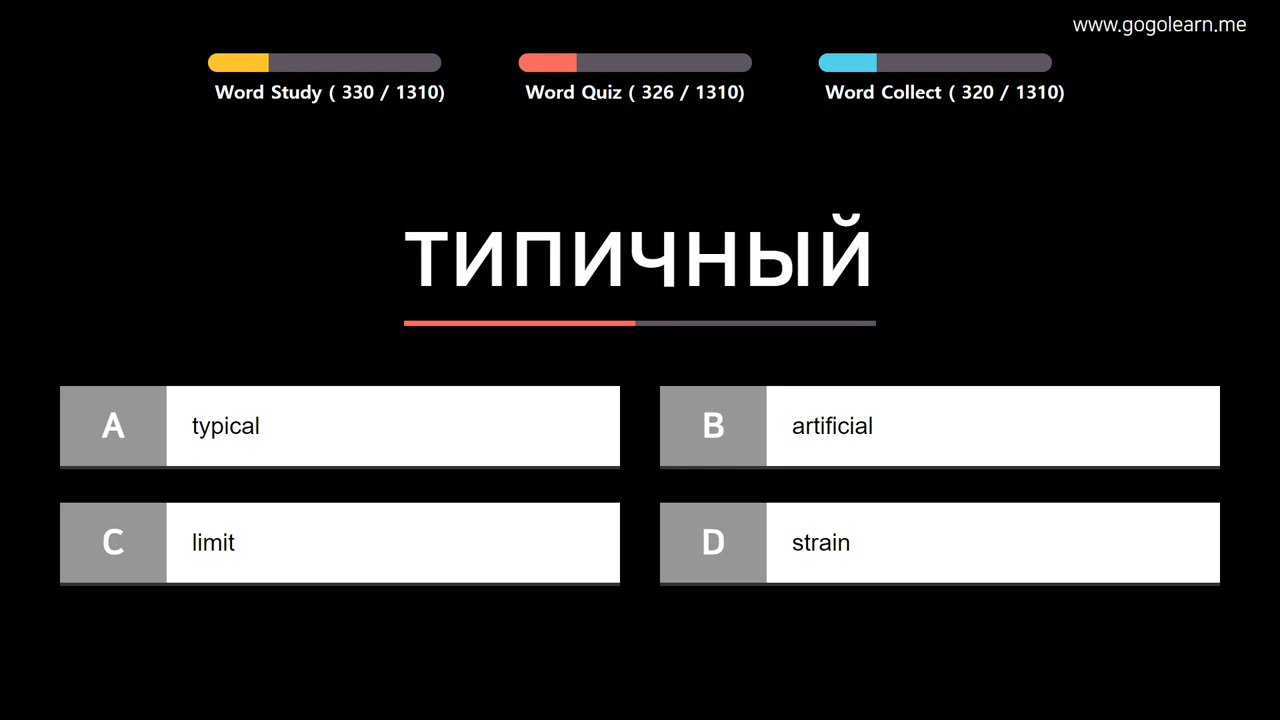 www.gogolearn.me
Word Study ( 330 / 1310)
Word Quiz ( 326 / 1310)
Word Collect ( 320 / 1310)
типичный
A typical
B artificial
C limit
D strain